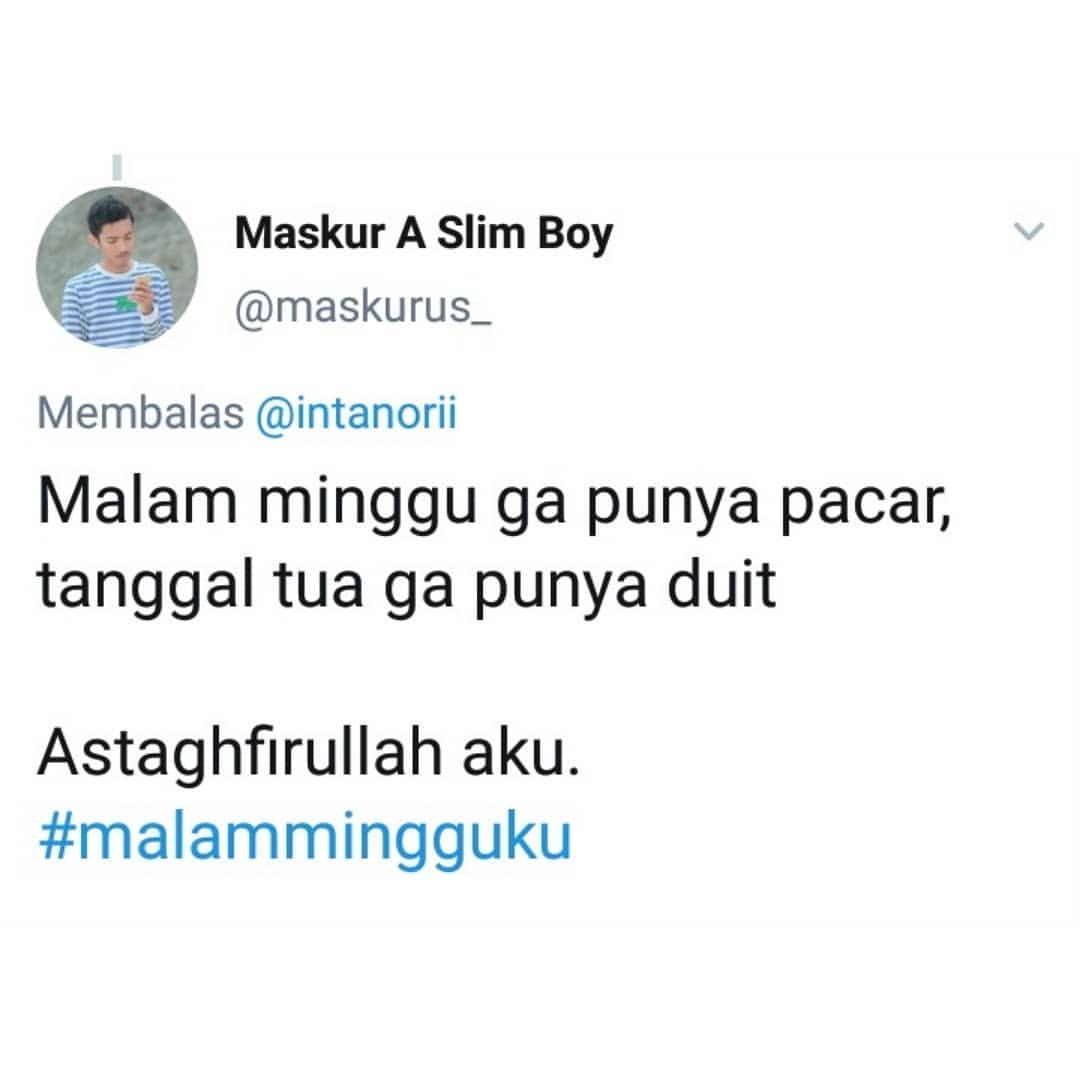 Maskur A Slim Boy
@maskurus_
Membalas @intanorii
Malam minggu ga punya pacar,
tanggal tua ga punya duit
Astaghfirullah aku.
#malammingguku